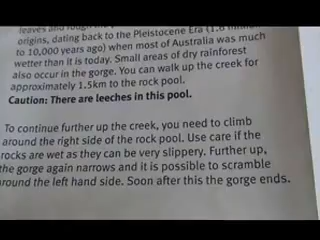 leaves and rough
origins, dating back to the Pleistocene Era (1.6
to 10,000 years ago) when most of Australia was much
wetter than it is today. Small areas of dry rainforest
also occur in the gorge. You can walk up the creek for
approximately 1.5km to the rock pool.
Caution: There are leeches in this pool.
To continue further up the creek, you need to climb
around the right side of the rock pool. Use care if the
rocks are wet as they can be very slippery. Further up,
the gorge again narrows and it is possible to scramble
around the left hand side. Soon after this the gorge ends.